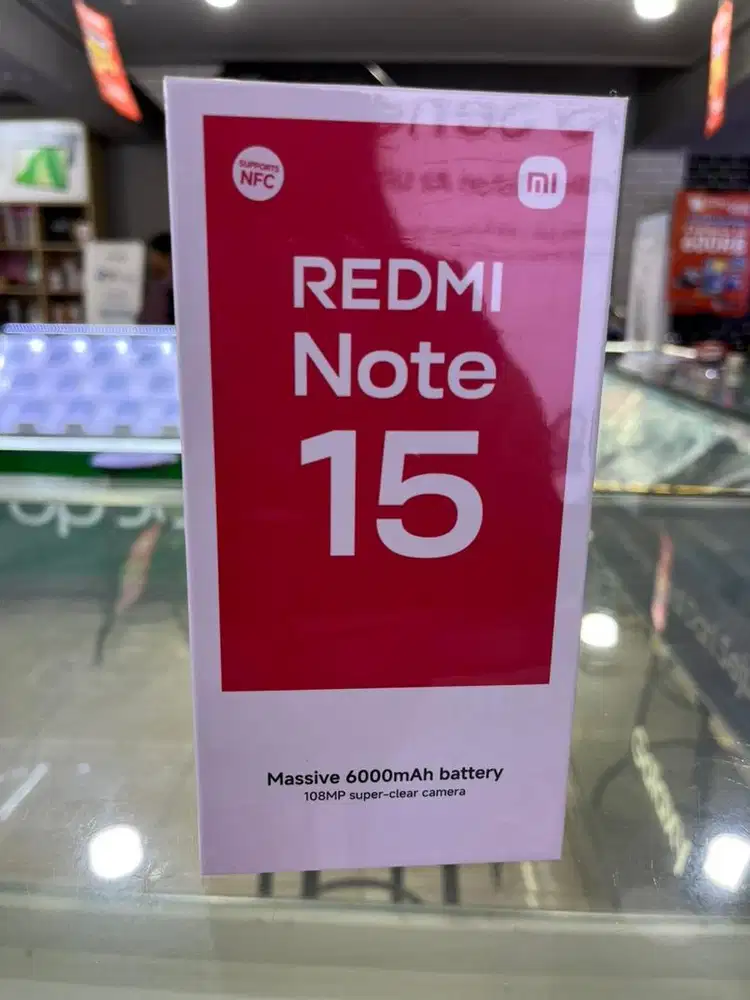 SUPPORTS
NFC
mi
REDMI
Note
15
Massive 6000mAh battery
108MP super-clear camera